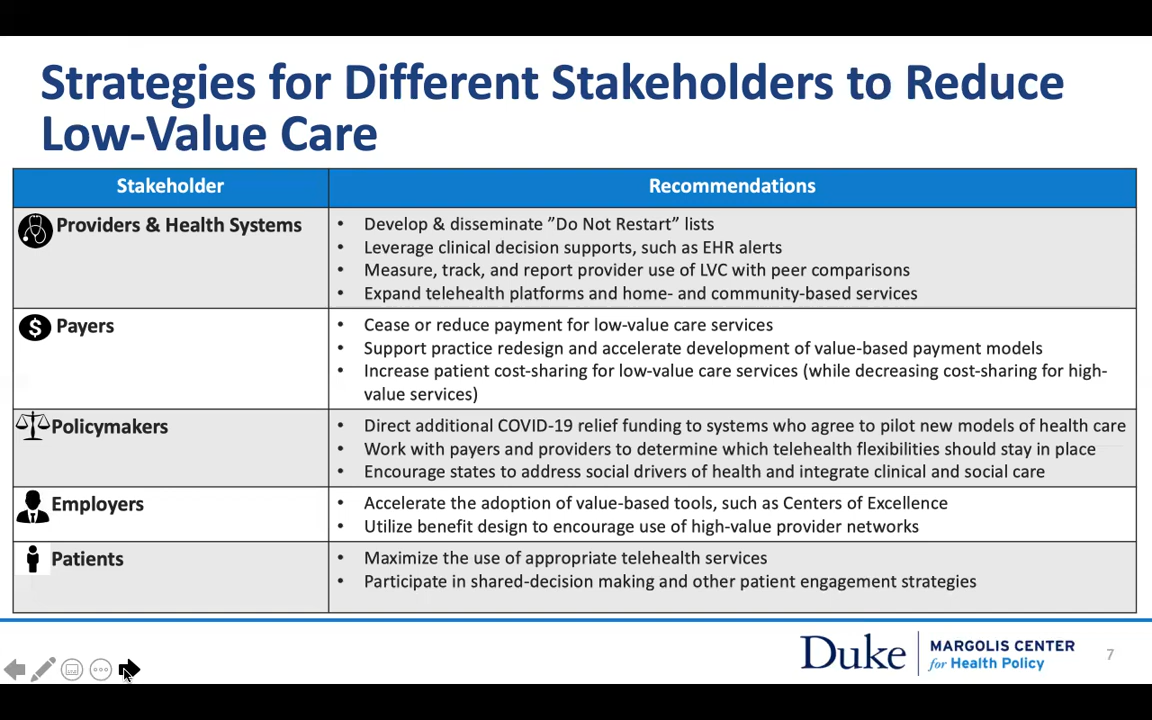 Strategies for Different Stakeholders to Reduce
Low-Value Care
Stakeholder
Recommendations
Providers & Health Systems
• Develop & disseminate ”Do Not Restart” lists
• Leverage clinical decision supports, such as EHR alerts
• Measure, track, and report provider use of LVC with peer comparisons
• Expand telehealth platforms and home- and community-based services
$
Payers
• Cease or reduce payment for low-value care services
• Support practice redesign and accelerate development of value-based payment models
• Increase patient cost-sharing for low-value care services (while decreasing cost-sharing for high-
value services)
Policymakers
• Direct additional COVID-19 relief funding to systems who agree to pilot new models of health care
• Work with payers and providers to determine which telehealth flexibilities should stay in place
• Encourage states to address social drivers of health and integrate clinical and social care
Employers
• Accelerate the adoption of value-based tools, such as Centers of Excellence
• Utilize benefit design to encourage use of high-value provider networks
Patients
• Maximize the use of appropriate telehealth services
• Participate in shared-decision making and other patient engagement strategies
Duke
MARGOLIS CENTER
for Health Policy
7